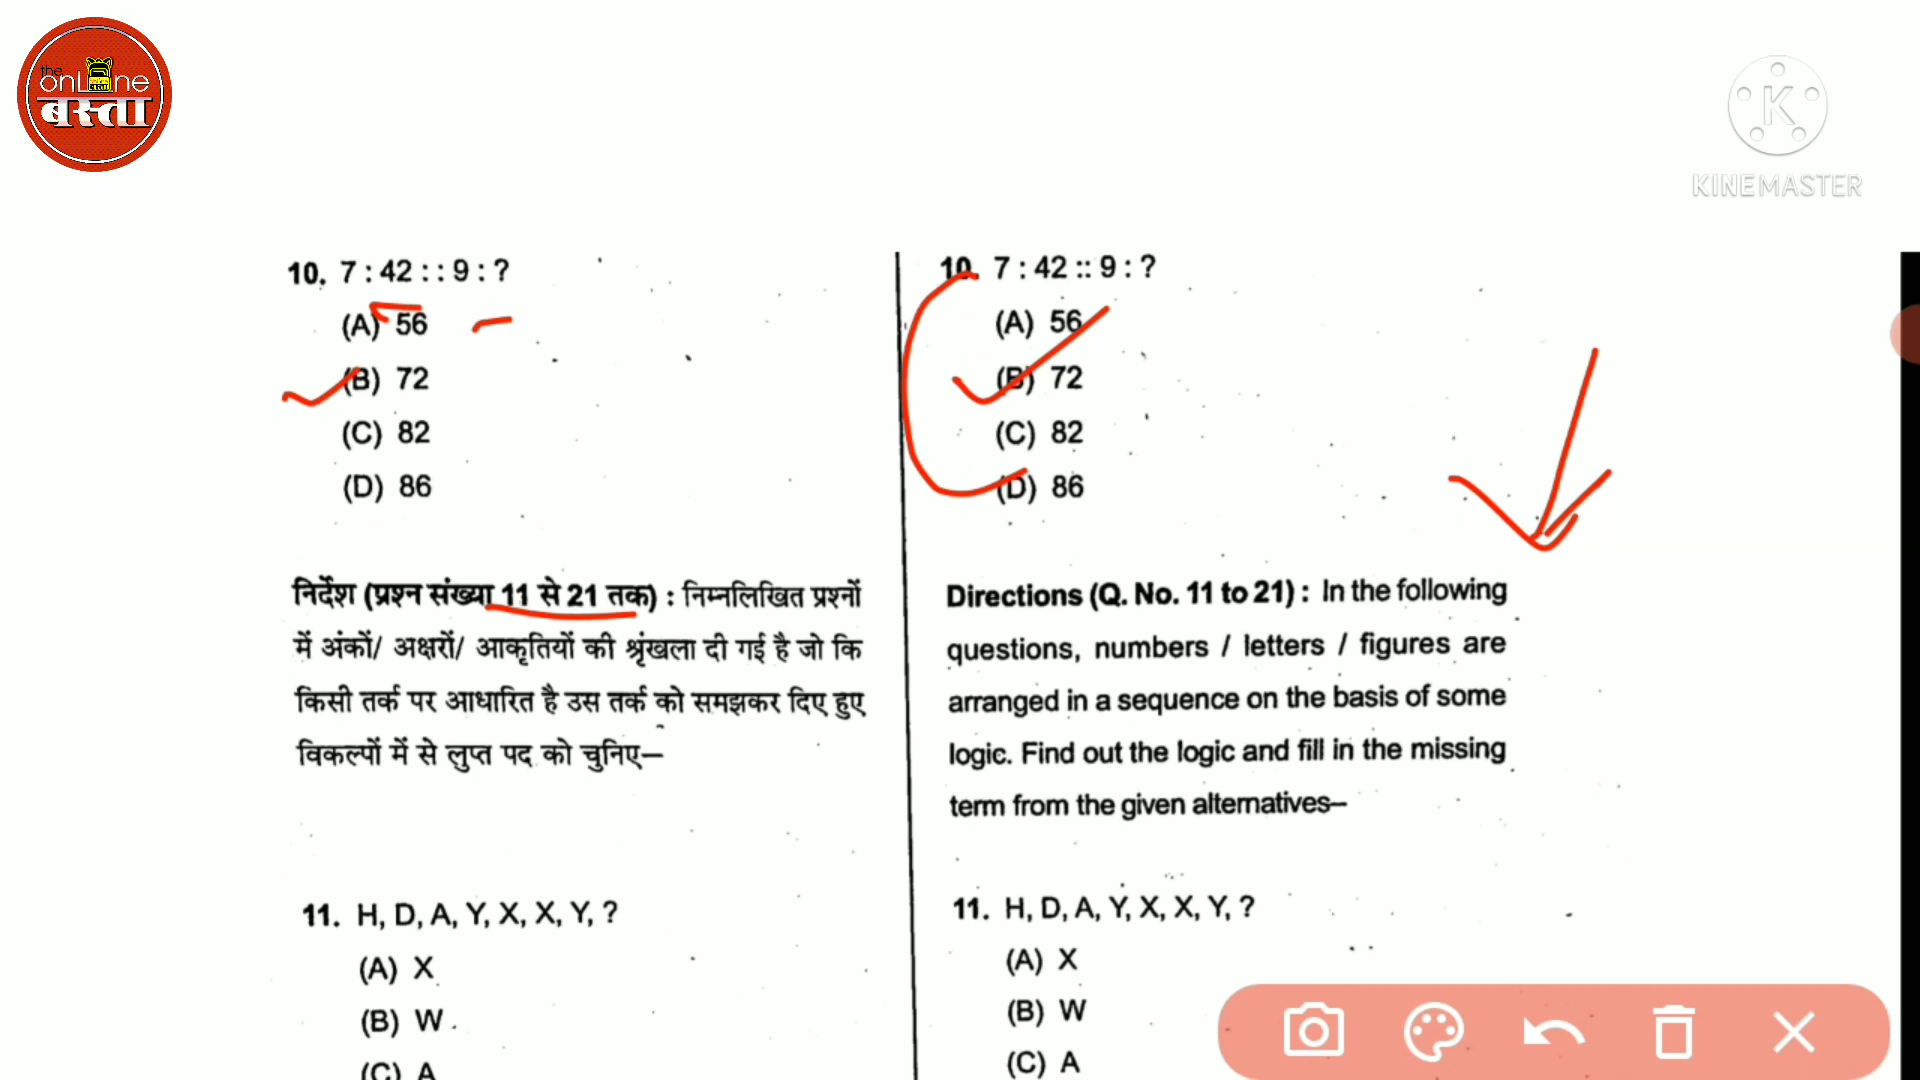 the
onLine
बस्ता
KINEMASTER
10. 7 : 42 : : 9 : ?
(A) 56
(B) 72
(C) 82
(D) 86
निर्देश (प्रश्न संख्या 11 से 21 तक) : निम्नलिखित प्रश्नों
में अंकों/ अक्षरों/ आकृतियों की श्रृंखला दी गई है जो कि
किसी तर्क पर आधारित है उस तर्क को समझकर दिए हुए
विकल्पों में से लुप्त पद को चुनिए–
11. H, D, A, Y, X, X, Y, ?
(A) X
(B) W
(C) A
10. 7 : 42 :: 9 : ?
(A) 56
(B) 72
(C) 82
(D) 86
Directions (Q. No. 11 to 21) : In the following
questions, numbers / letters / figures are
arranged in a sequence on the basis of some
logic. Find out the logic and fill in the missing
term from the given alternatives–
11. H, D, A, Y, X, X, Y, ?
(A) X
(B) W
(C) A